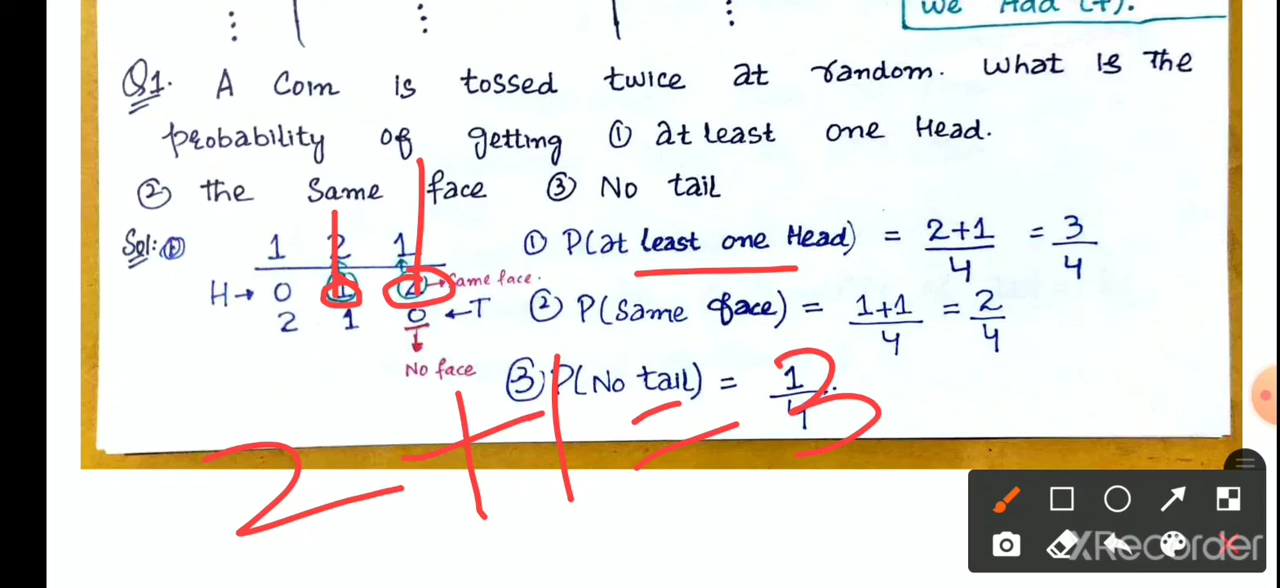 We Add (+).
Q1. A Coin is tossed twice at random. What is the
probability of getting ① at least one Head.
② the Same face ③ No tail
Sol:- ① 1 2 1
H→ 0 1 2 →Same face.
2 1 0 ←T
No face
① P(at least one Head) = 2+1/4 = 3/4
② P(Same face) = 1+1/4 = 2/4
③ P(No tail) = 1/4.
2+1=3
XRecorder